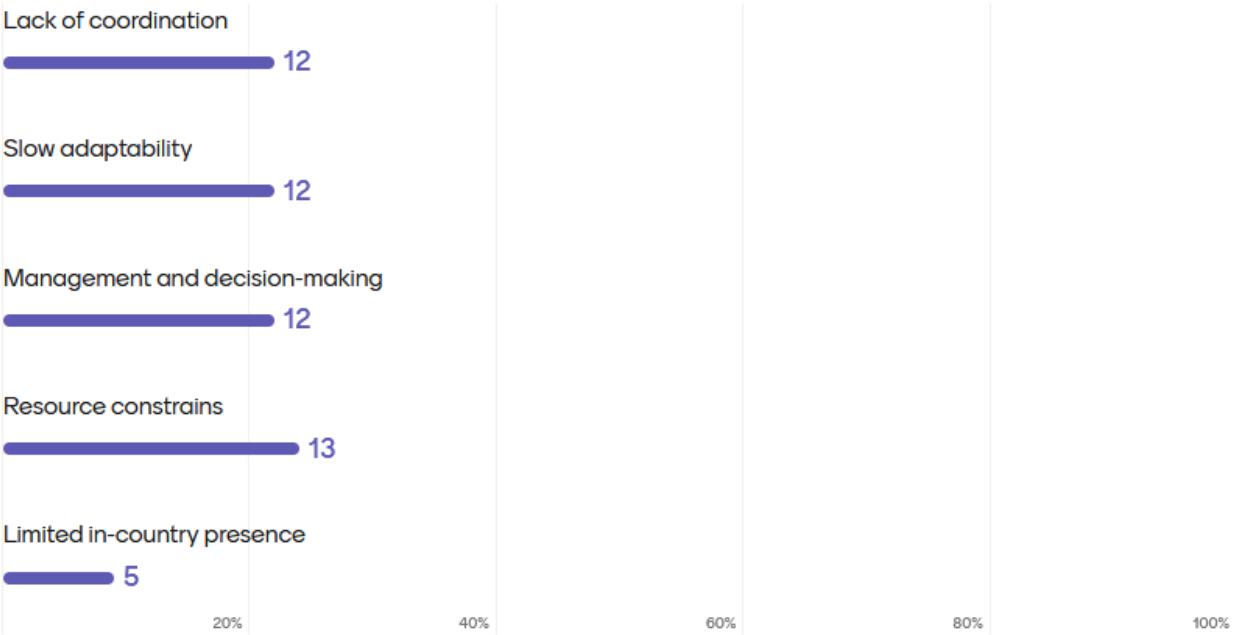 Lack of coordination
12
Slow adaptability
12
Management and decision-making
12
Resource constrains
13
Limited in-country presence
5
20% 40% 60% 80% 100%